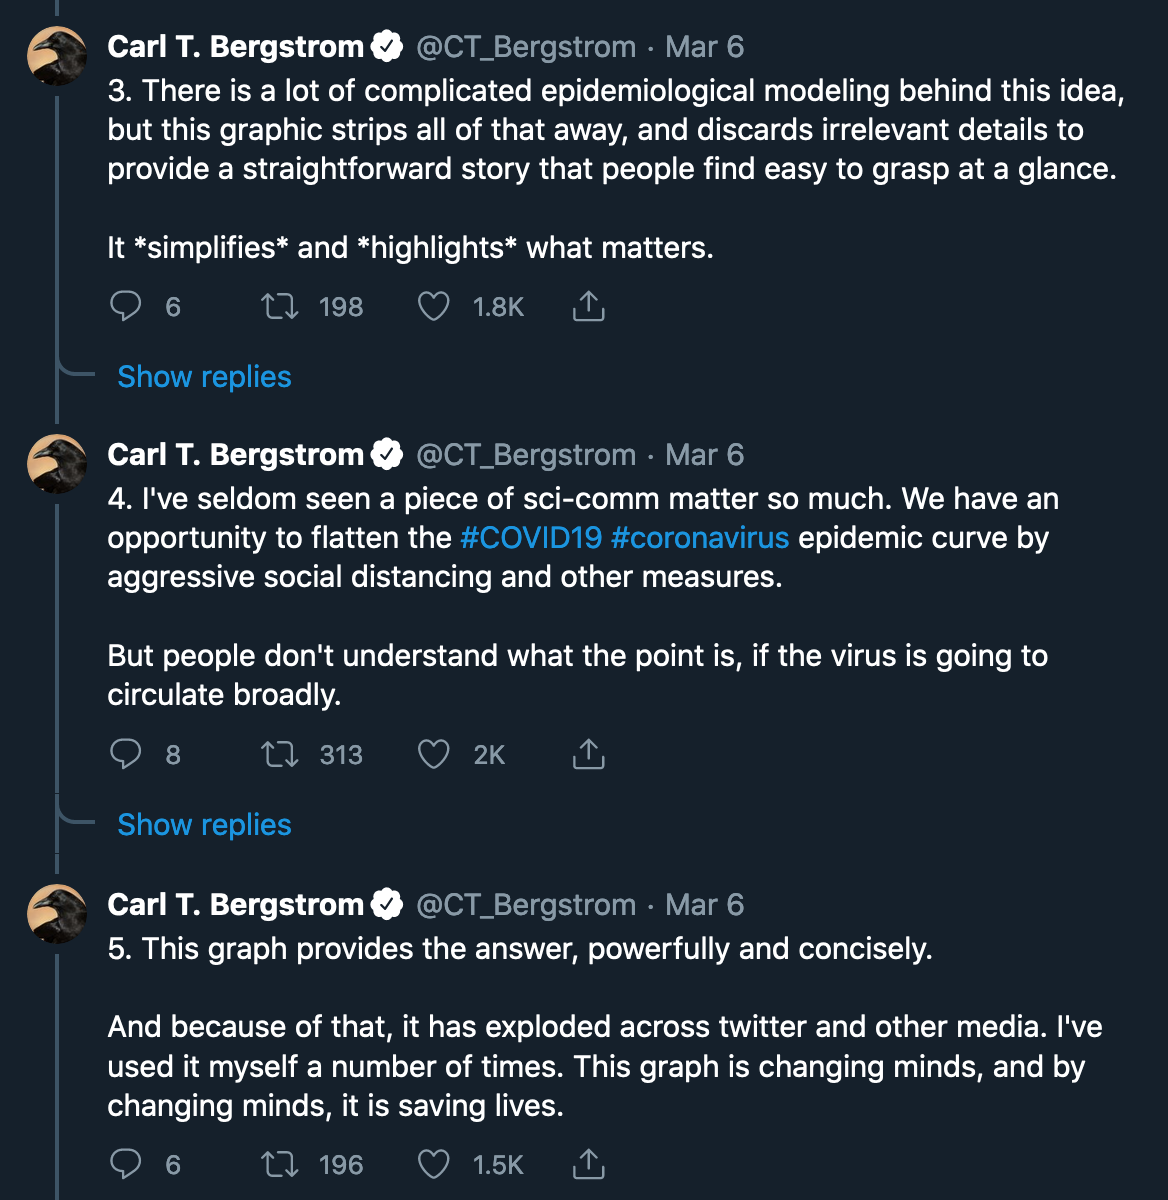 Carl T. Bergstrom @CT_Bergstrom · Mar 6
3. There is a lot of complicated epidemiological modeling behind this idea,
but this graphic strips all of that away, and discards irrelevant details to
provide a straightforward story that people find easy to grasp at a glance.
It *simplifies* and *highlights* what matters.
6 198 1.8K
Show replies
Carl T. Bergstrom @CT_Bergstrom · Mar 6
4. I've seldom seen a piece of sci-comm matter so much. We have an
opportunity to flatten the #COVID19 #coronavirus epidemic curve by
aggressive social distancing and other measures.
But people don't understand what the point is, if the virus is going to
circulate broadly.
8 313 2K
Show replies
Carl T. Bergstrom @CT_Bergstrom · Mar 6
5. This graph provides the answer, powerfully and concisely.
And because of that, it has exploded across twitter and other media. I've
used it myself a number of times. This graph is changing minds, and by
changing minds, it is saving lives.
6 196 1.5K